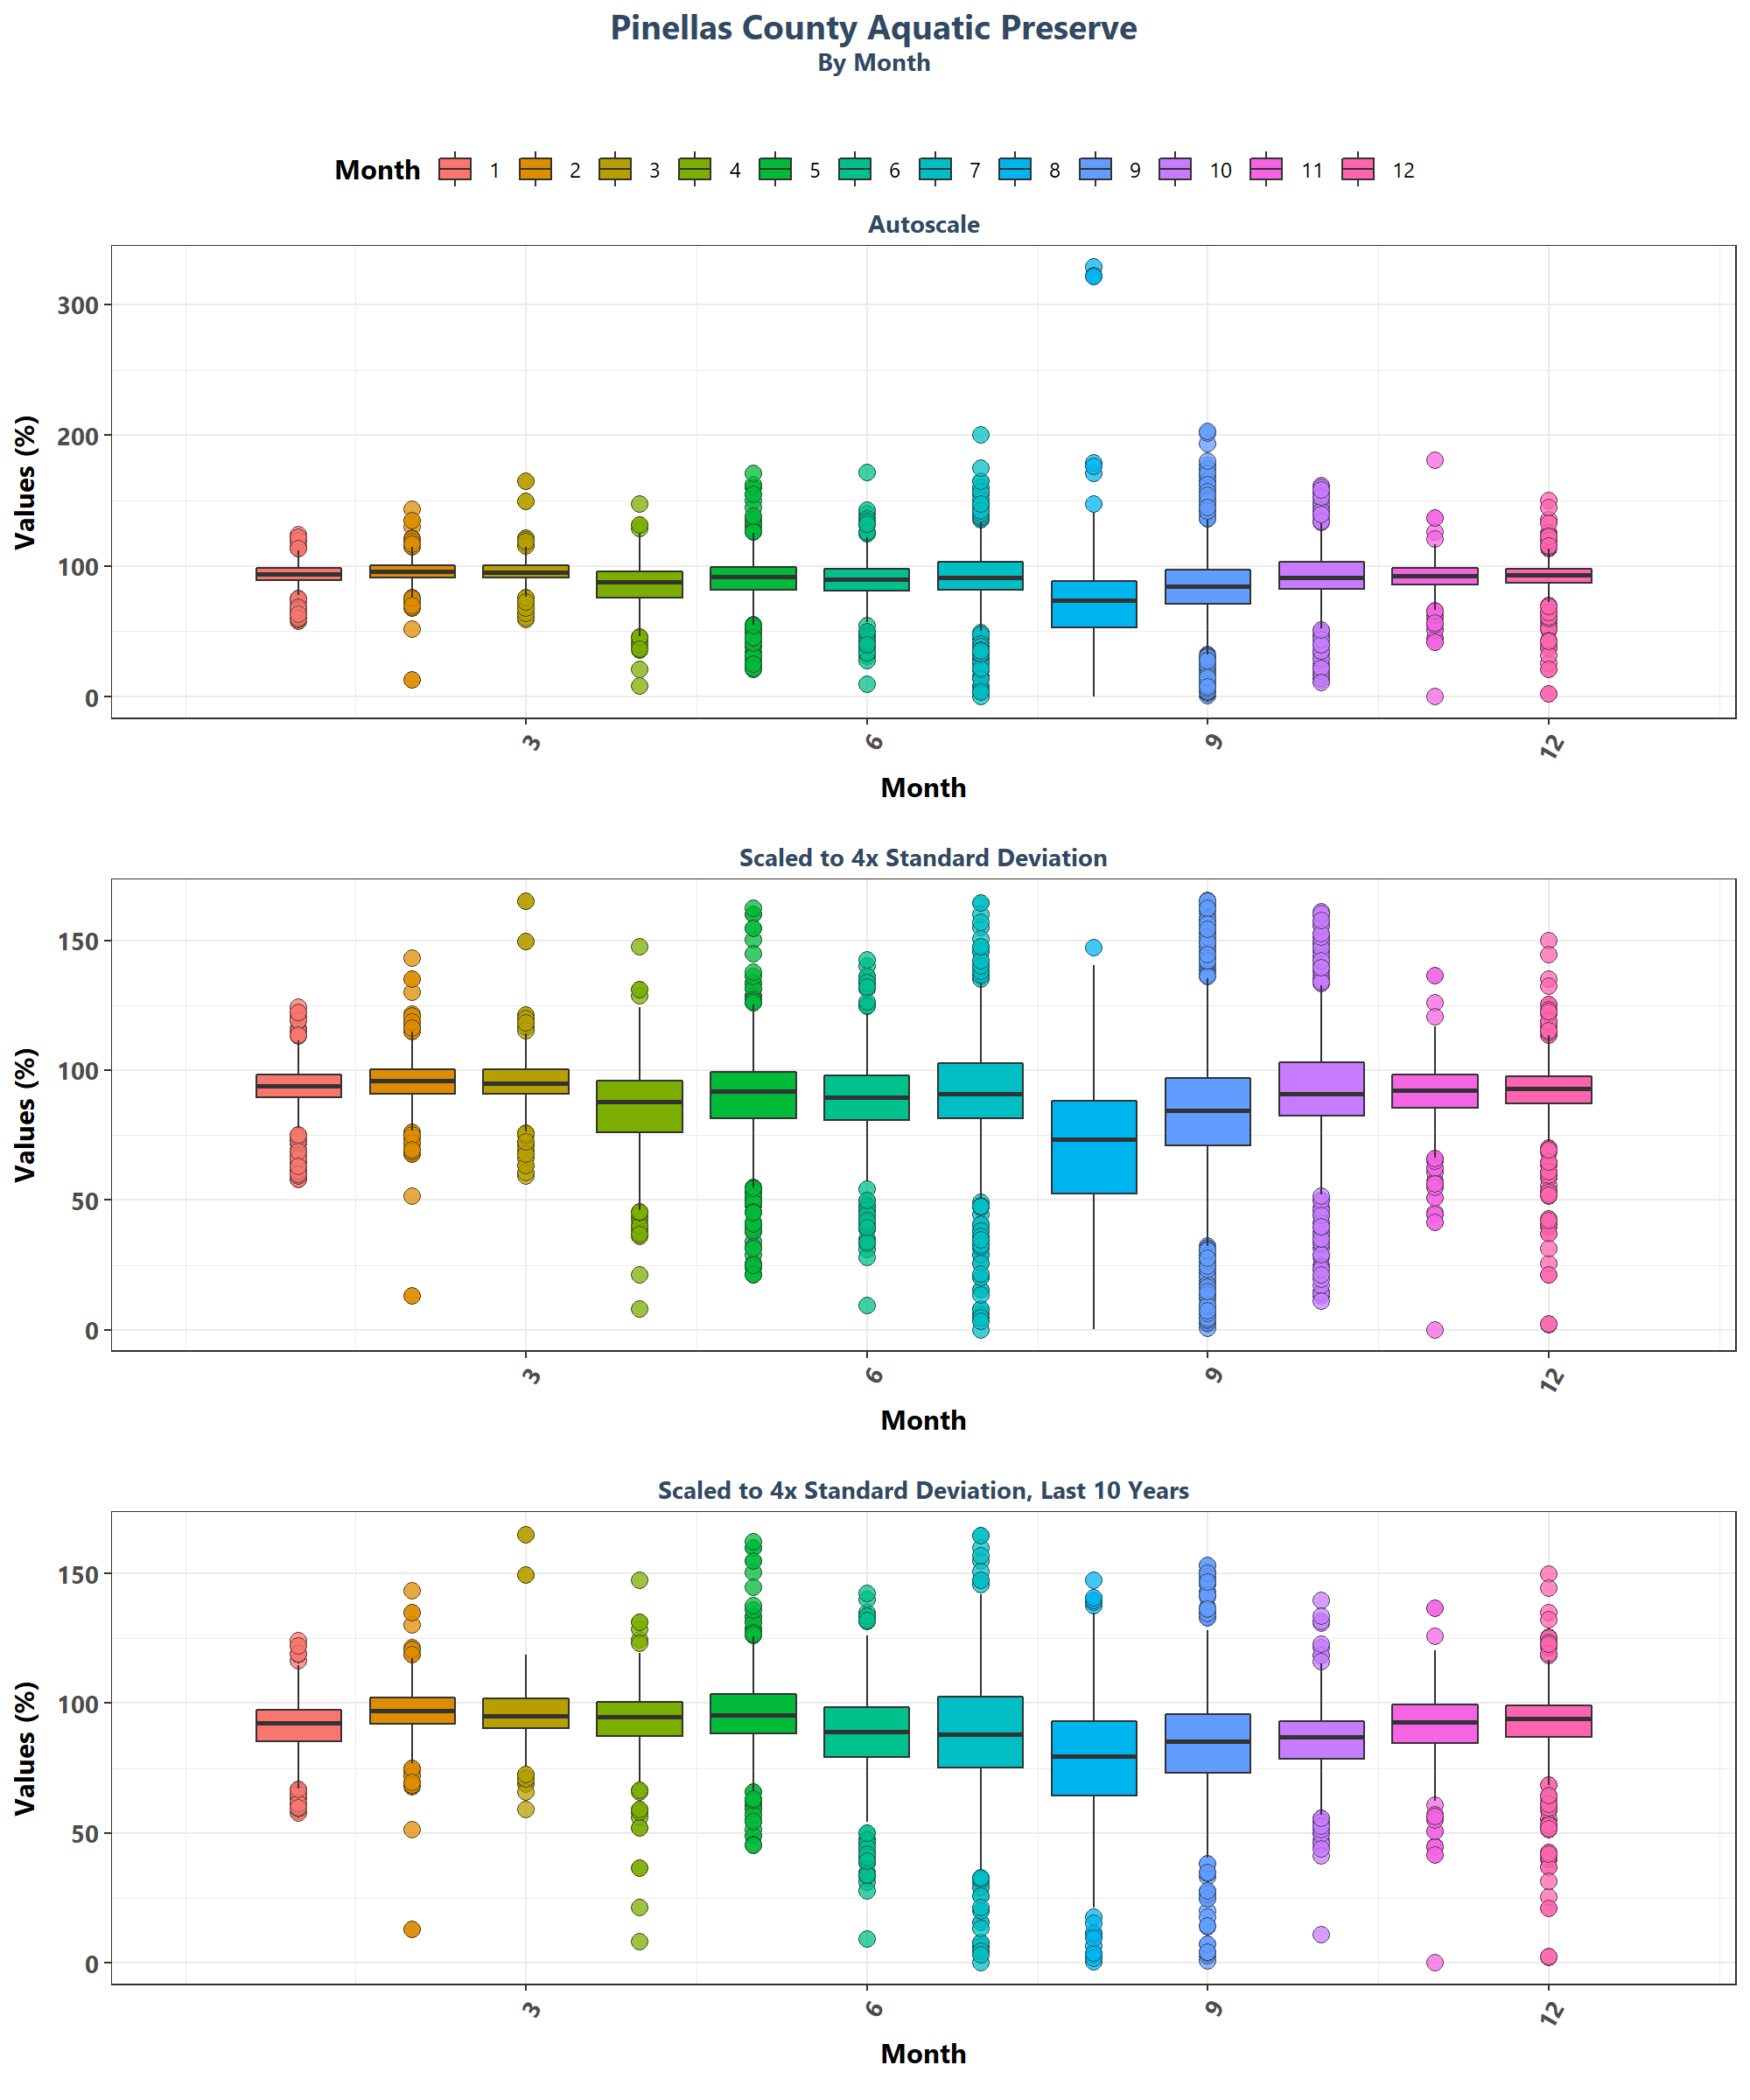 Pinellas County Aquatic Preserve
By Month
Month 1 2 3 4 5 6 7 8 9 10 11 12
Autoscale
Values (%)
300
200
100
0
3 6 9 12
Month
Scaled to 4x Standard Deviation
Values (%)
150
100
50
0
3 6 9 12
Month
Scaled to 4x Standard Deviation, Last 10 Years
Values (%)
150
100
50
0
3 6 9 12
Month